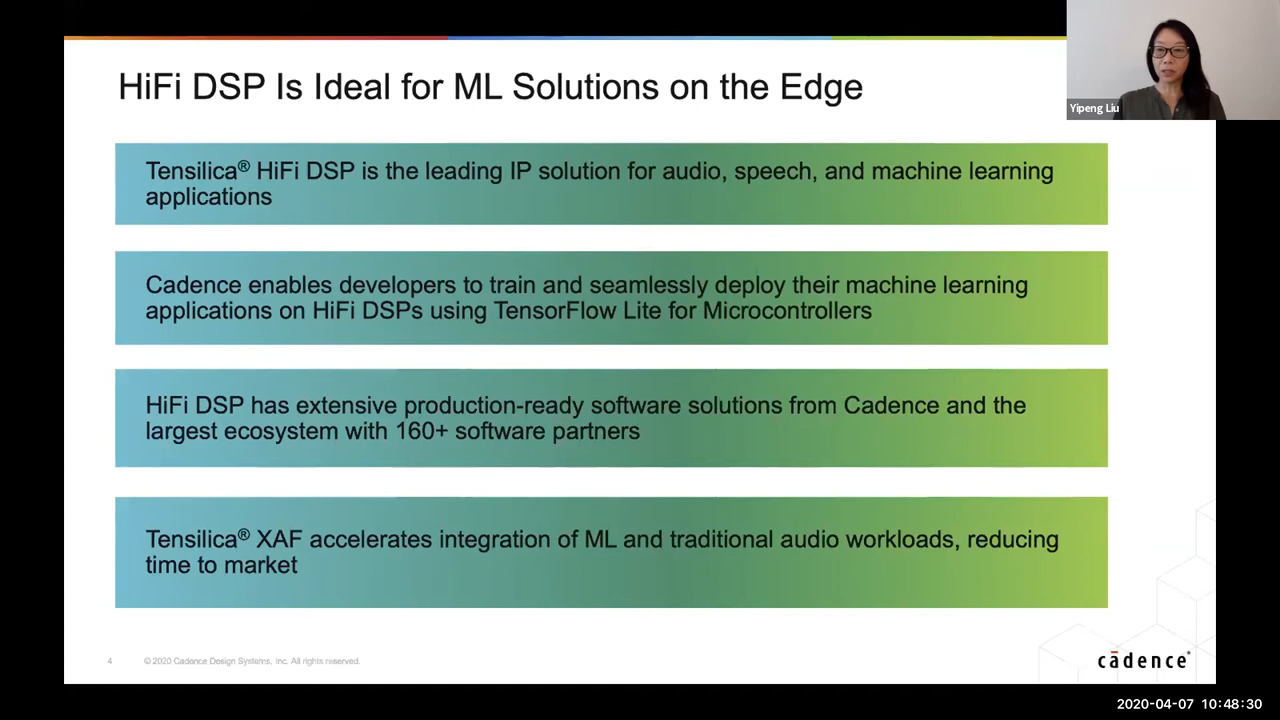 HiFi DSP Is Ideal for ML Solutions on the Edge
Yipeng Liu
Tensilica® HiFi DSP is the leading IP solution for audio, speech, and machine learning
applications
Cadence enables developers to train and seamlessly deploy their machine learning
applications on HiFi DSPs using TensorFlow Lite for Microcontrollers
HiFi DSP has extensive production-ready software solutions from Cadence and the
largest ecosystem with 160+ software partners
Tensilica® XAF accelerates integration of ML and traditional audio workloads, reducing
time to market
4 © 2020 Cadence Design Systems, Inc. All rights reserved.
cādence®
2020-04-07 10:48:30